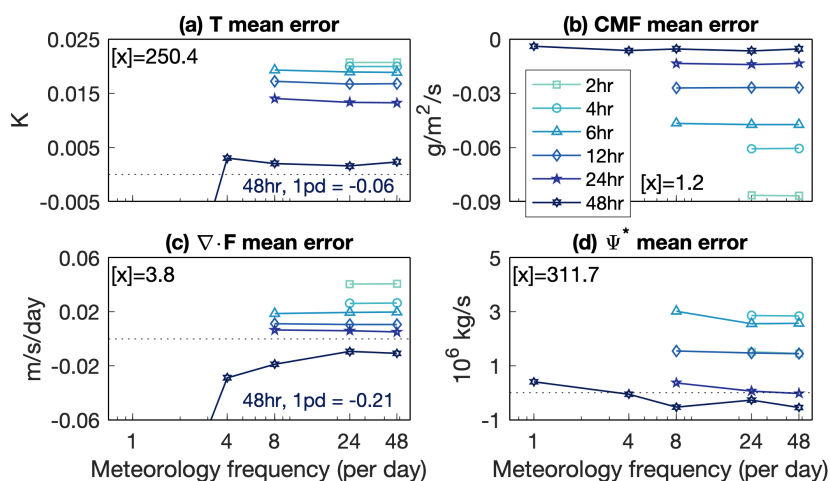 (a) T mean error
[x]=250.4
0.025
0.015
0.005
-0.005
K
48hr, 1pd = -0.06
(b) CMF mean error
0
-0.03
-0.06
-0.09
g/m²/s
2hr
4hr
6hr
12hr
24hr
48hr
[x]=1.2
(c) ∇·F mean error
[x]=3.8
0.06
0.02
-0.02
-0.06
m/s/day
48hr, 1pd = -0.21
1 4 8 24 48
Meteorology frequency (per day)
(d) Ψ* mean error
[x]=311.7
5
3
1
-1
10⁶ kg/s
1 4 8 24 48
Meteorology frequency (per day)